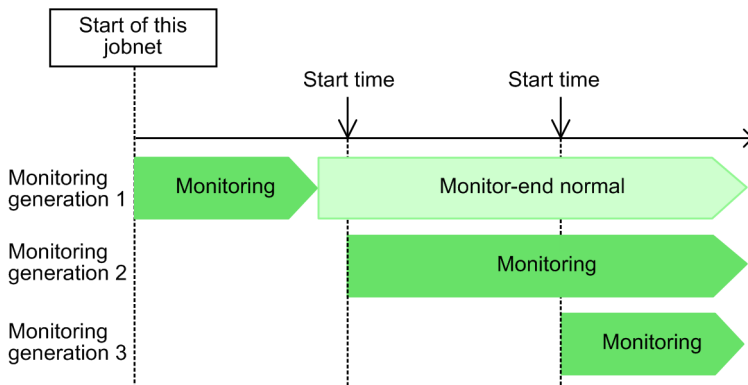 Start of this
jobnet
Start time
Start time
Monitoring
generation 1
Monitoring
Monitor-end normal
Monitoring
generation 2
Monitoring
Monitoring
generation 3
Monitoring